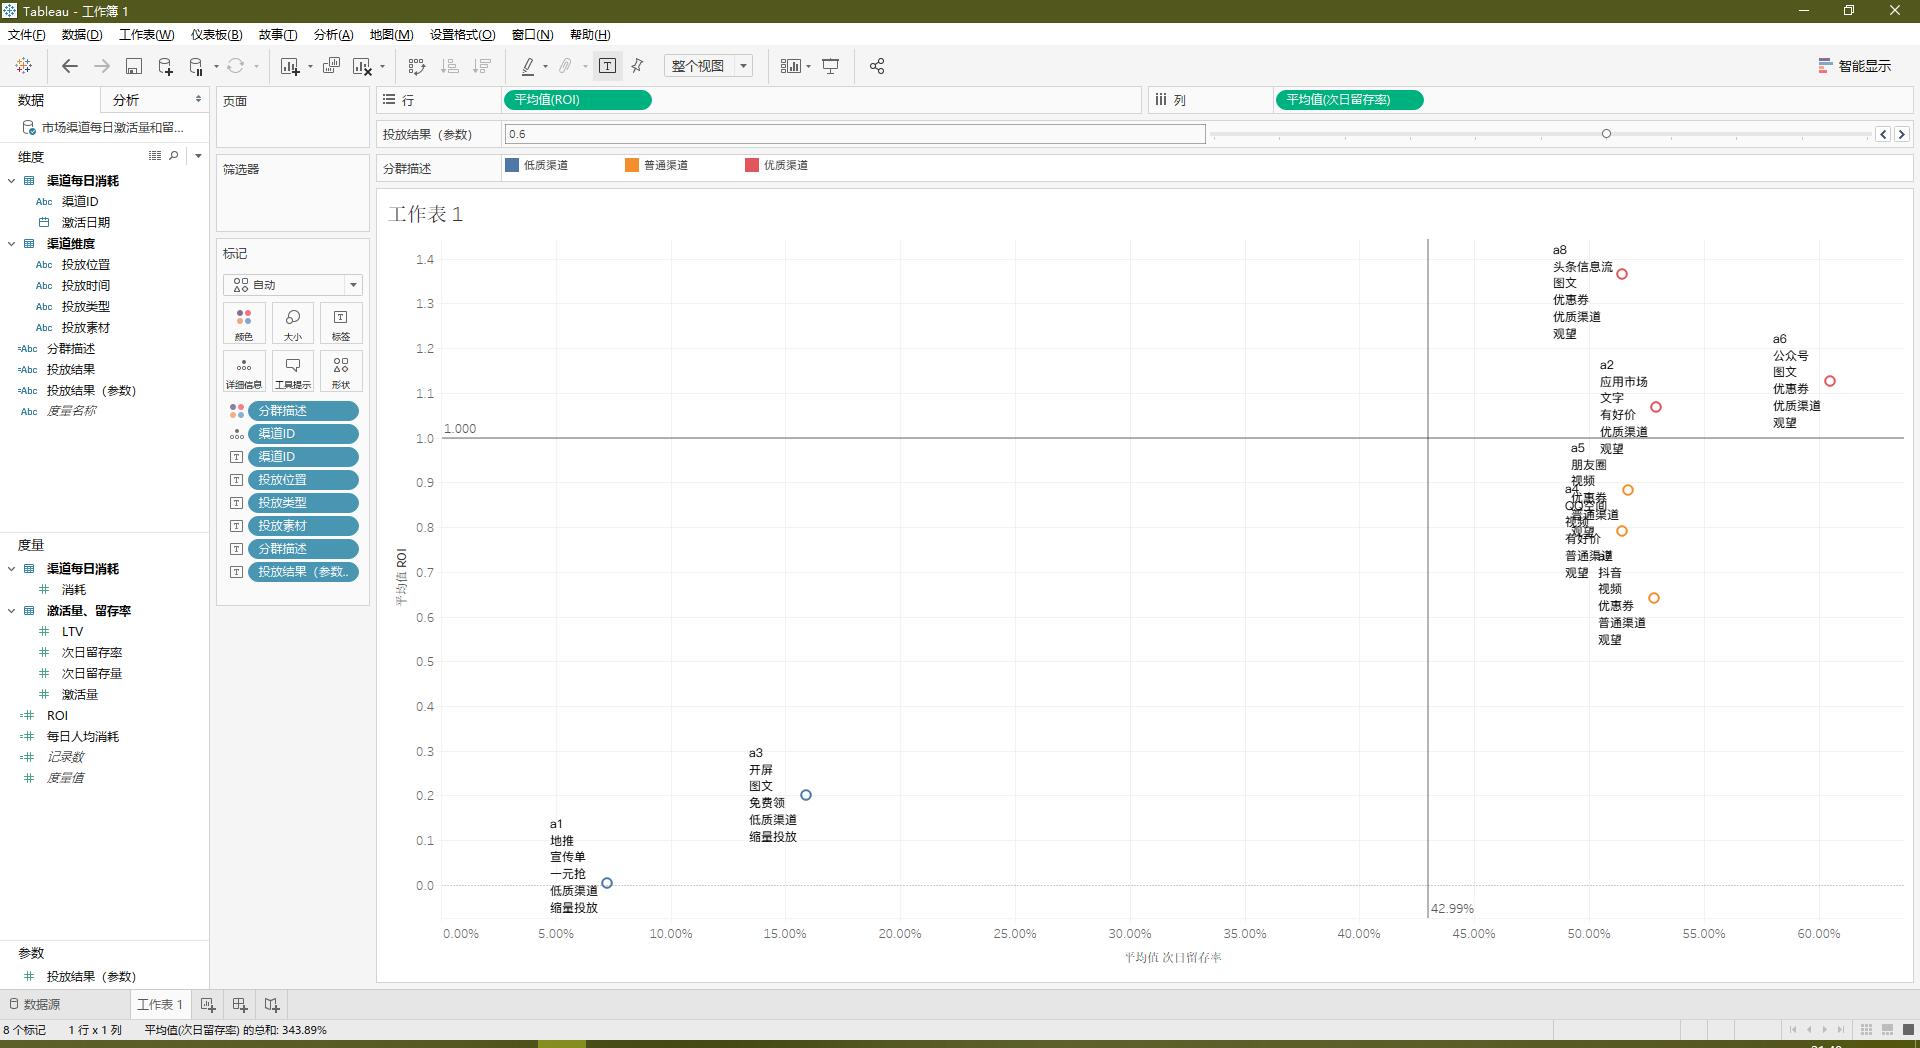 Tableau - 工作簿 1
文件(F) 数据(D) 工作表(W) 仪表板(B) 故事(T) 分析(A) 地图(M) 设置格式(O) 窗口(N) 帮助(H)
整个视图
智能显示
数据 分析
市场渠道每日激活量和留...
维度
渠道每日消耗
Abc 渠道ID
激活日期
渠道维度
Abc 投放位置
Abc 投放时间
Abc 投放类型
Abc 投放素材
=Abc 分群描述
=Abc 投放结果
=Abc 投放结果（参数）
Abc 度量名称
度量
渠道每日消耗
消耗
激活量、留存率
LTV
次日留存率
次日留存量
激活量
ROI
每日人均消耗
记录数
度量值
参数
投放结果（参数）
页面
筛选器
标记
自动
颜色 大小 标签
详细信息 工具提示 形状
分群描述
渠道ID
渠道ID
投放位置
投放类型
投放素材
分群描述
投放结果（参数..
行 平均值(ROI)
列 平均值(次日留存率)
投放结果（参数） 0.6
分群描述 低质渠道 普通渠道 优质渠道
工作表 1
平均值 ROI
1.4
1.3
1.2
1.1
1.0
0.9
0.8
0.7
0.6
0.5
0.4
0.3
0.2
0.1
0.0
1.000
a8
头条信息流
图文
优惠券
优质渠道
观望
a6
公众号
图文
优惠券
优质渠道
观望
a2
应用市场
文字
有好价
优质渠道
观望
a5
朋友圈
视频
优惠券
普通渠道
观望
a4
QQ空间
视频
有好价
普通渠道
观望
抖音
视频
优惠券
普通渠道
观望
a3
开屏
图文
免费领
低质渠道
缩量投放
a1
地推
宣传单
一元抢
低质渠道
缩量投放
42.99%
0.00% 5.00% 10.00% 15.00% 20.00% 25.00% 30.00% 35.00% 40.00% 45.00% 50.00% 55.00% 60.00%
平均值 次日留存率
数据源 工作表 1
8 个标记 1 行 x 1 列 平均值(次日留存率) 的总和: 343.89%